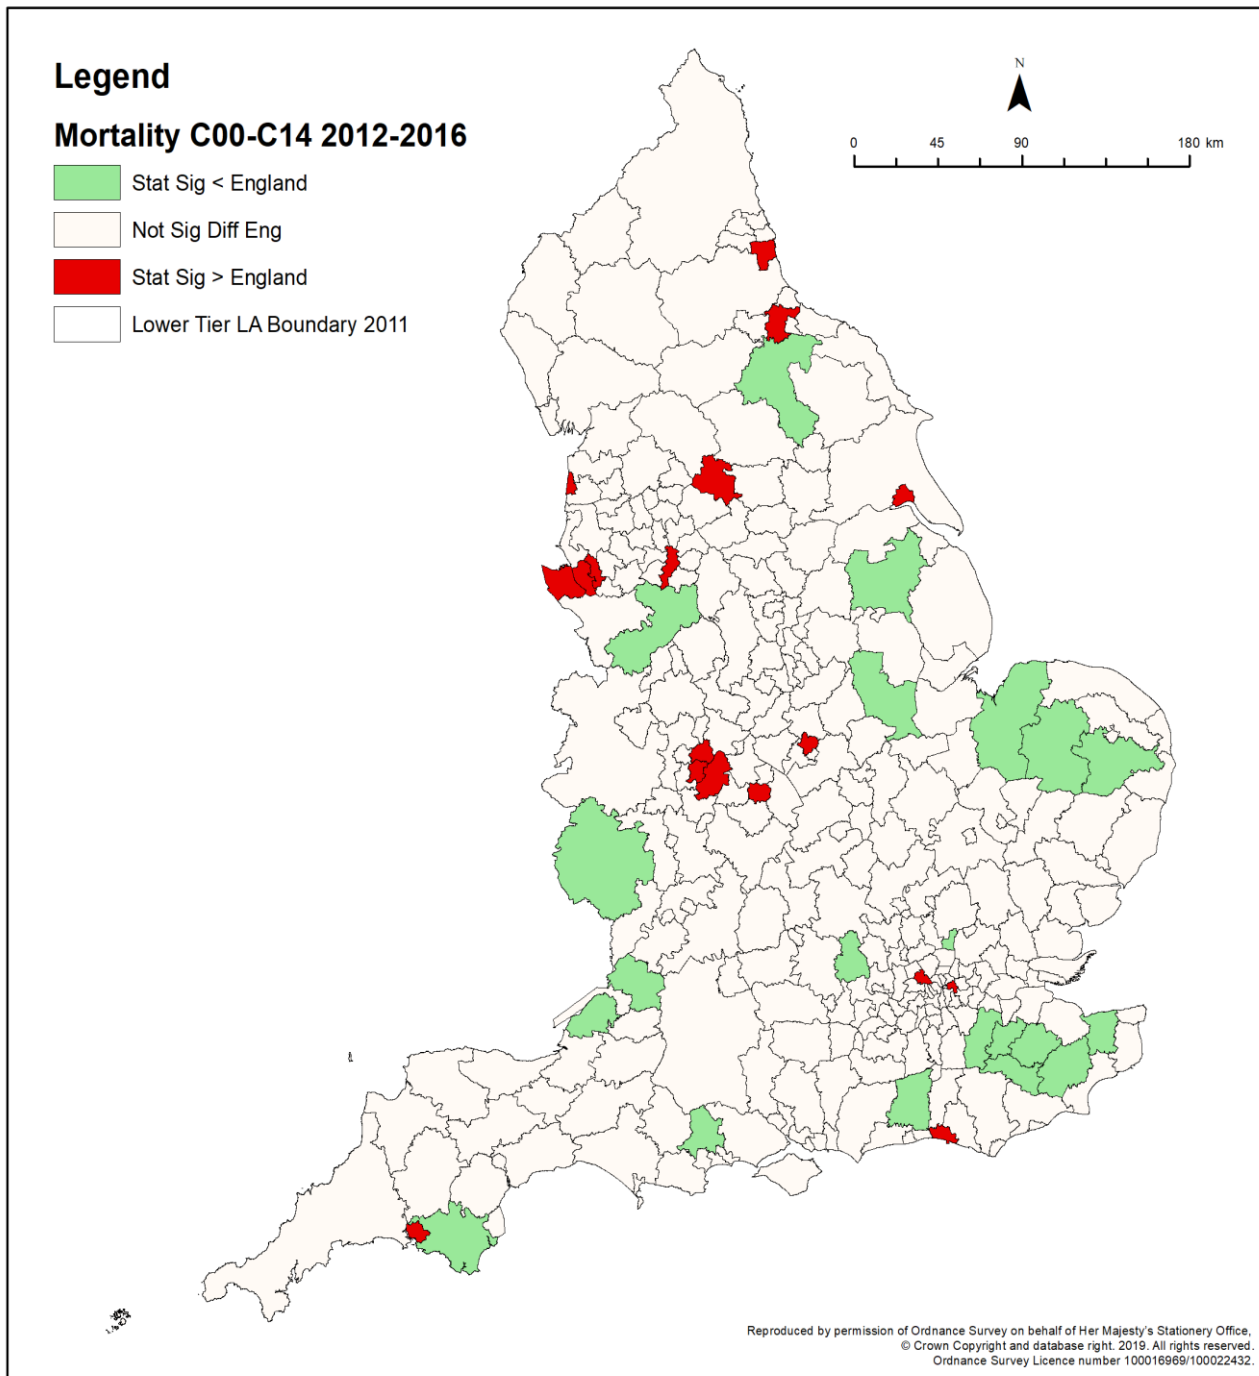 Legend
Mortality C00-C14 2012-2016
Stat Sig < England
Not Sig Diff Eng
Stat Sig > England
Lower Tier LA Boundary 2011
N
0 45 90 180 km
Reproduced by permission of Ordnance Survey on behalf of Her Majesty's Stationery Office,
© Crown Copyright and database right. 2019. All rights reserved.
Ordnance Survey Licence number 100016969/100022432.